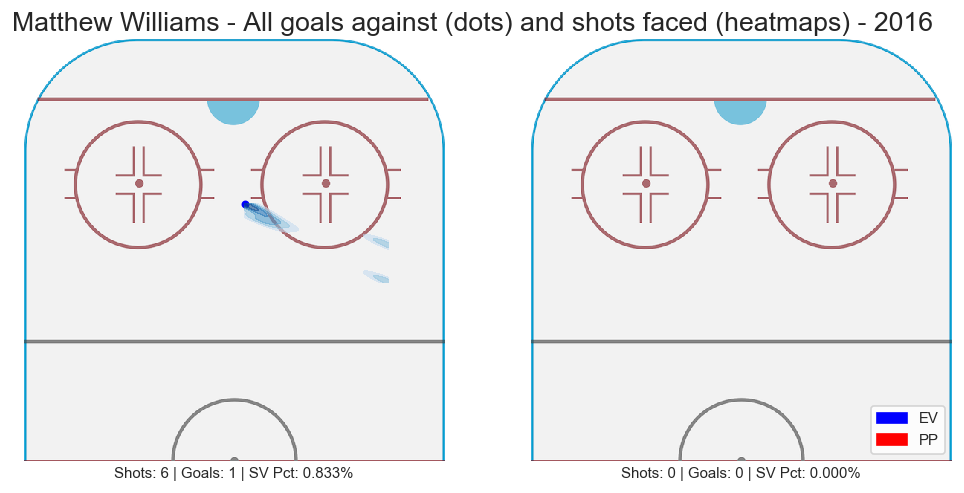 Matthew Williams - All goals against (dots) and shots faced (heatmaps) - 2016
EV
PP
Shots: 6 | Goals: 1 | SV Pct: 0.833%
Shots: 0 | Goals: 0 | SV Pct: 0.000%